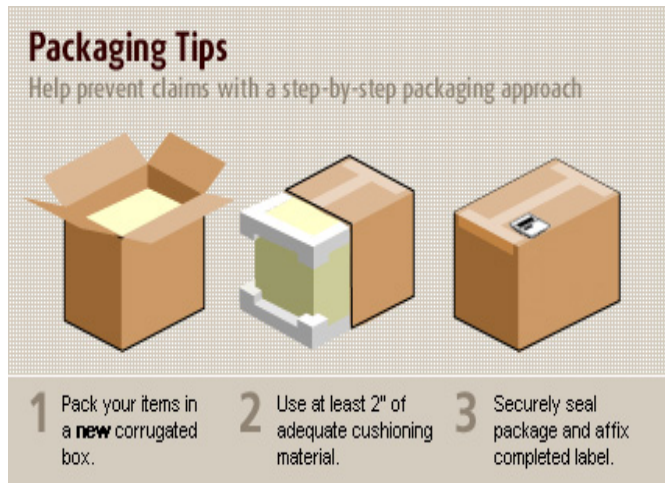 Packaging Tips
Help prevent claims with a step-by-step packaging approach
1 Pack your items in
a new corrugated
box.
2 Use at least 2" of
adequate cushioning
material.
3 Securely seal
package and affix
completed label.